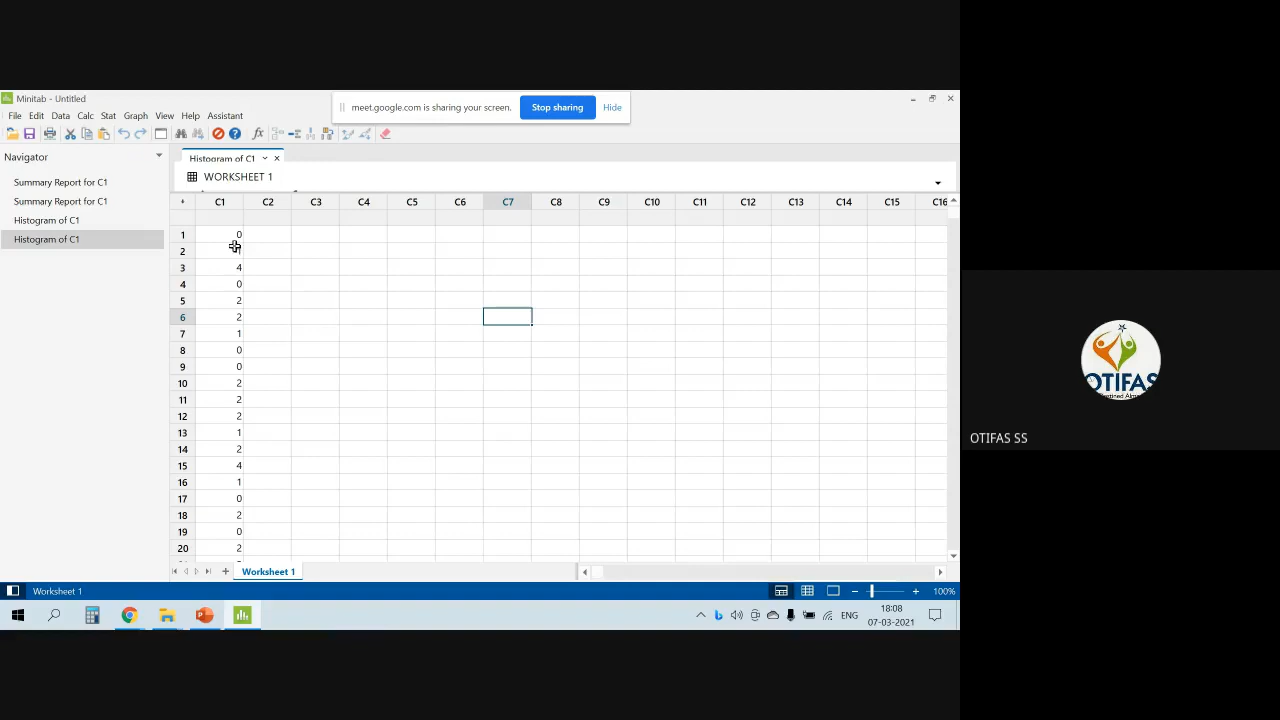 Minitab - Untitled
meet.google.com is sharing your screen. Stop sharing Hide
File Edit Data Calc Stat Graph View Help Assistant
Navigator
Summary Report for C1
Summary Report for C1
Histogram of C1
Histogram of C1
Histogram of C1
WORKSHEET 1
C1 C2 C3 C4 C5 C6 C7 C8 C9 C10 C11 C12 C13 C14 C15 C16
1 0
2
3 4
4 0
5 2
6 2
7 1
8 0
9 0
10 2
11 2
12 2
13 1
14 2
15 4
16 1
17 0
18 2
19 0
20 2
Worksheet 1
Worksheet 1
100%
ENG
18:08
07-03-2021
OTIFAS
OTIFAS SS